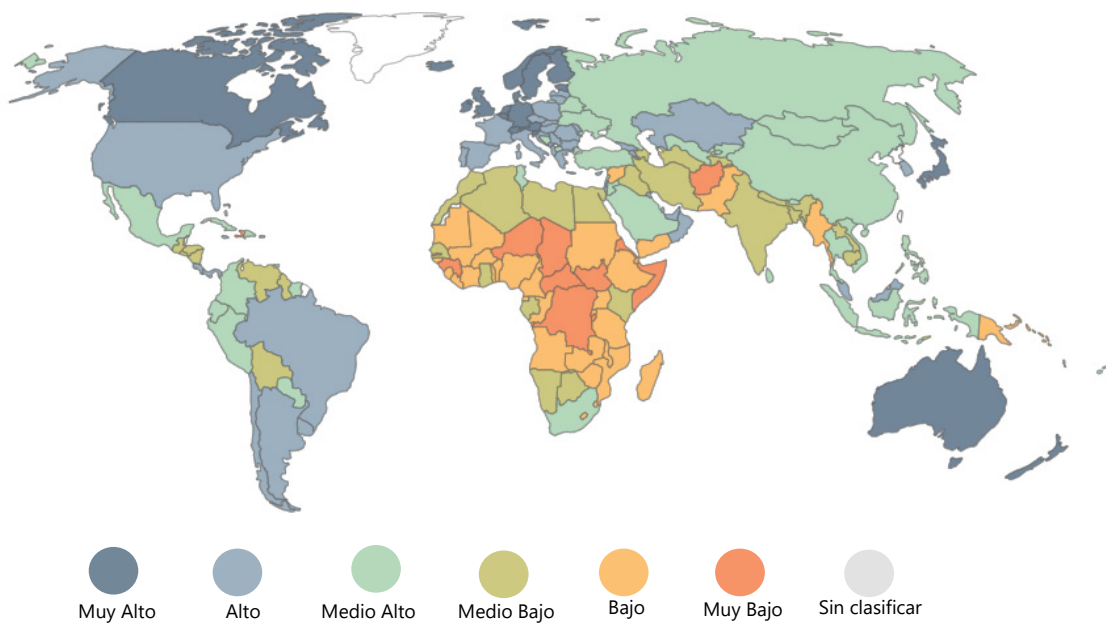 Muy Alto
Alto
Medio Alto
Medio Bajo
Bajo
Muy Bajo
Sin clasificar